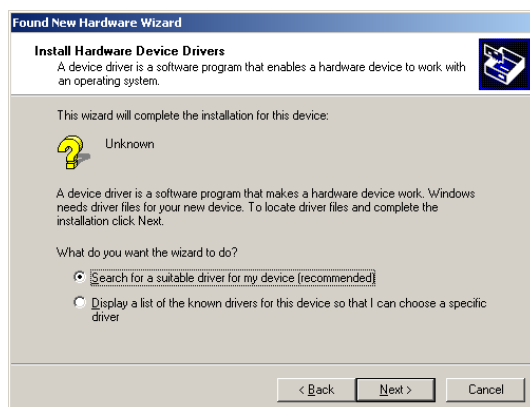 Found New Hardware Wizard
Install Hardware Device Drivers
A device driver is a software program that enables a hardware device to work with
an operating system.
This wizard will complete the installation for this device:
Unknown
A device driver is a software program that makes a hardware device work. Windows
needs driver files for your new device. To locate driver files and complete the
installation click Next.
What do you want the wizard to do?
Search for a suitable driver for my device (recommended)
Display a list of the known drivers for this device so that I can choose a specific
driver
< Back Next > Cancel